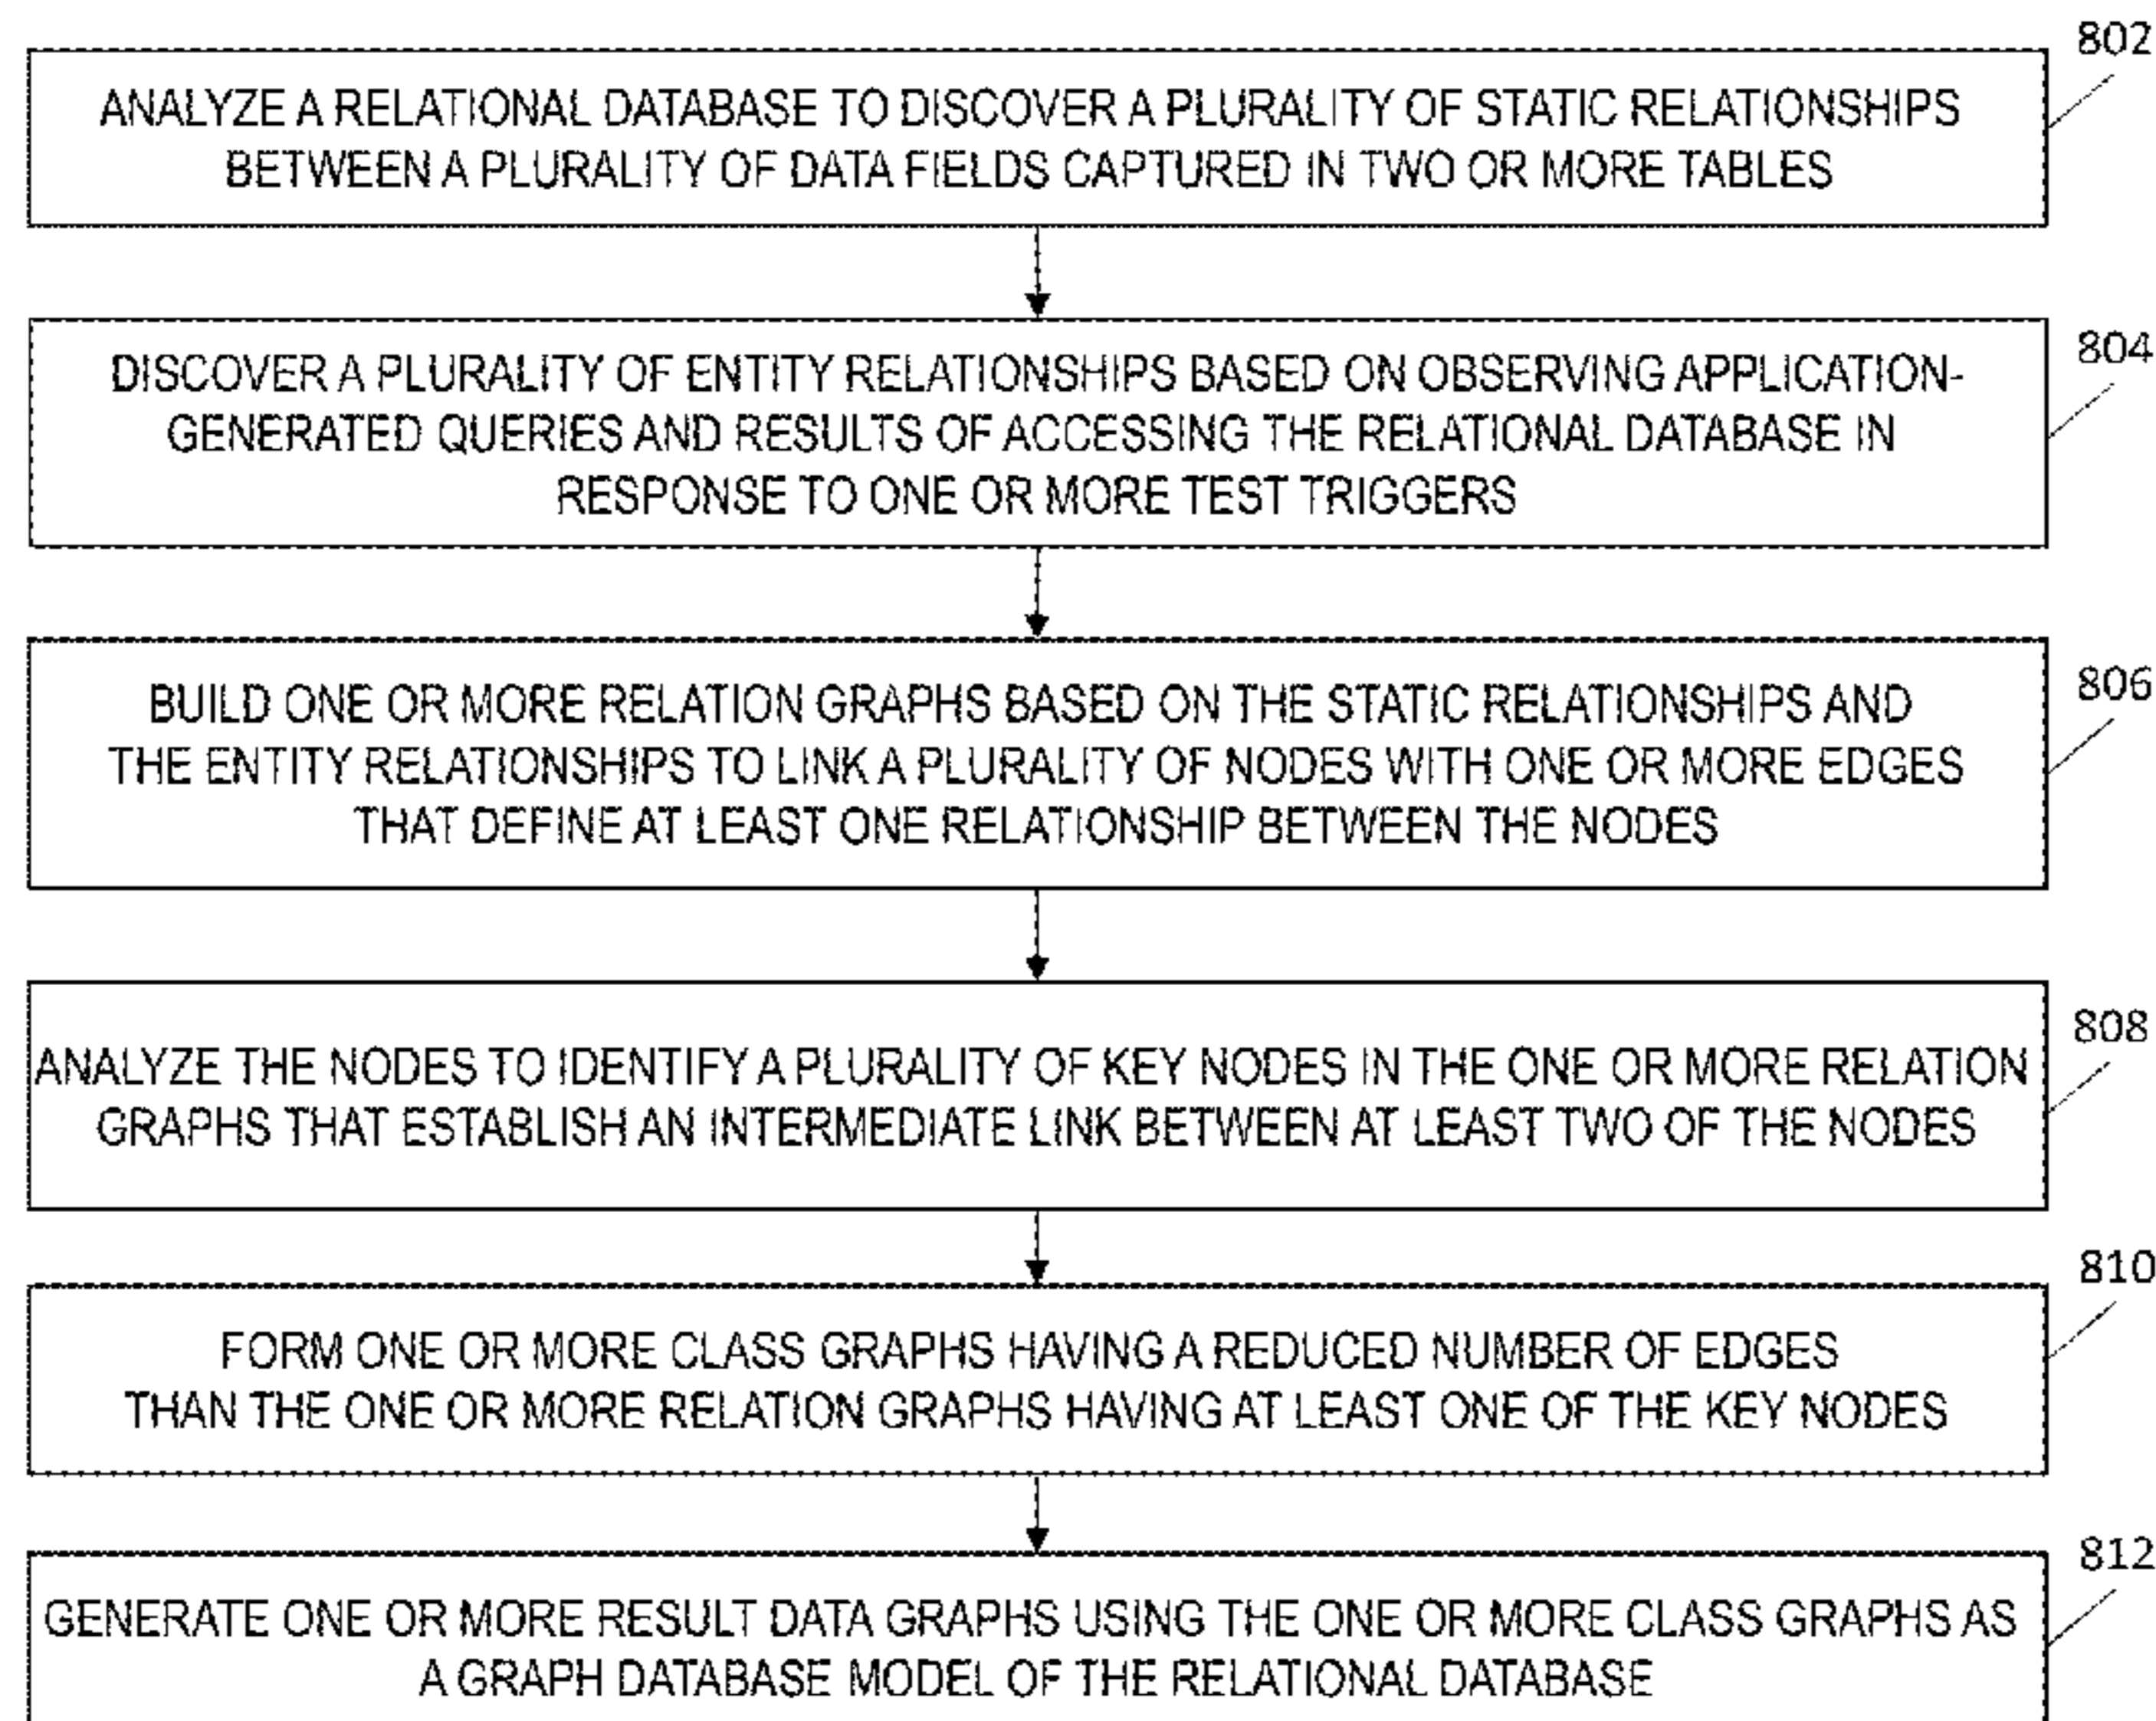 802
ANALYZE A RELATIONAL DATABASE TO DISCOVER A PLURALITY OF STATIC RELATIONSHIPS
BETWEEN A PLURALITY OF DATA FIELDS CAPTURED IN TWO OR MORE TABLES
804
DISCOVER A PLURALITY OF ENTITY RELATIONSHIPS BASED ON OBSERVING APPLICATION-
GENERATED QUERIES AND RESULTS OF ACCESSING THE RELATIONAL DATABASE IN
RESPONSE TO ONE OR MORE TEST TRIGGERS
806
BUILD ONE OR MORE RELATION GRAPHS BASED ON THE STATIC RELATIONSHIPS AND
THE ENTITY RELATIONSHIPS TO LINK A PLURALITY OF NODES WITH ONE OR MORE EDGES
THAT DEFINE AT LEAST ONE RELATIONSHIP BETWEEN THE NODES
808
ANALYZE THE NODES TO IDENTIFY A PLURALITY OF KEY NODES IN THE ONE OR MORE RELATION
GRAPHS THAT ESTABLISH AN INTERMEDIATE LINK BETWEEN AT LEAST TWO OF THE NODES
810
FORM ONE OR MORE CLASS GRAPHS HAVING A REDUCED NUMBER OF EDGES
THAN THE ONE OR MORE RELATION GRAPHS HAVING AT LEAST ONE OF THE KEY NODES
812
GENERATE ONE OR MORE RESULT DATA GRAPHS USING THE ONE OR MORE CLASS GRAPHS AS
A GRAPH DATABASE MODEL OF THE RELATIONAL DATABASE